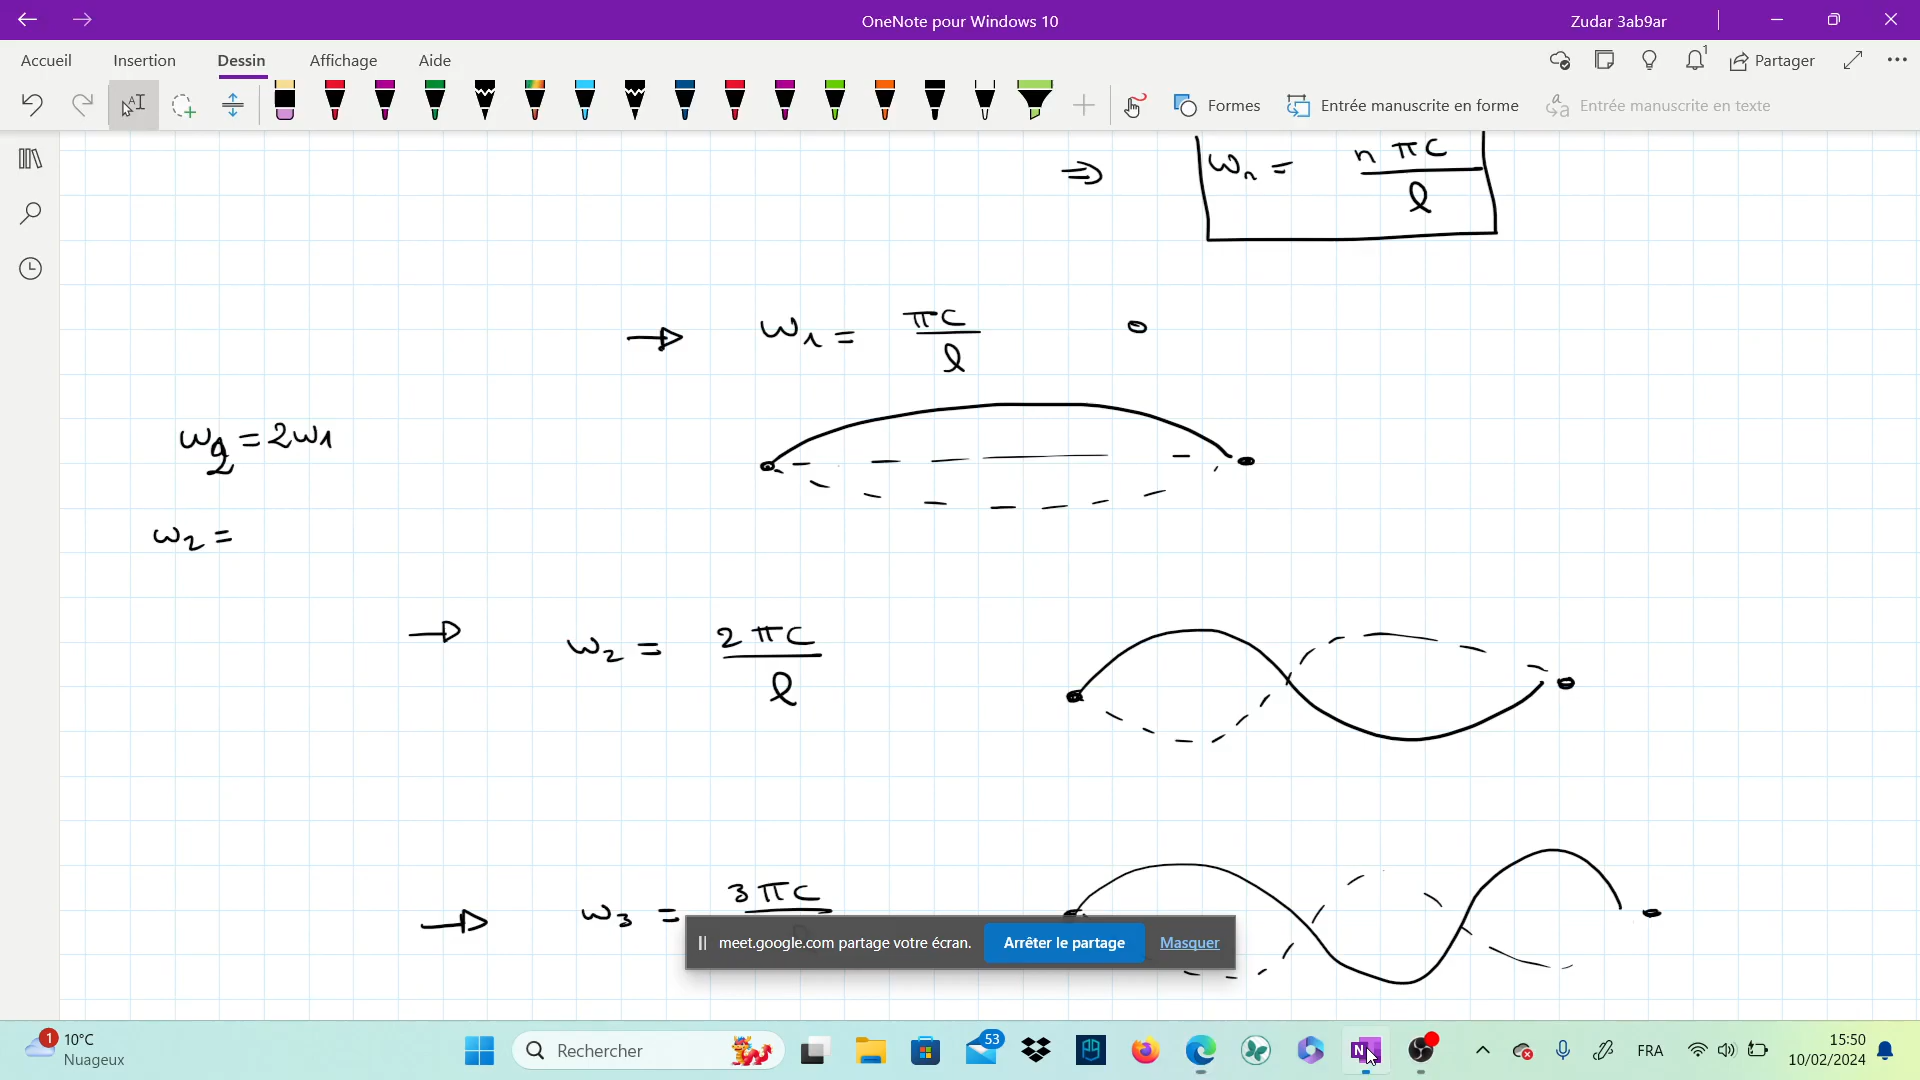 OneNote pour Windows 10
Zudar 3ab9ar
Accueil Insertion Dessin Affichage Aide
1
Partager
Formes
Entrée manuscrite en forme
Entrée manuscrite en texte
⇒ ωn = nπc / l
→ ω1 = πc / l
ω2 = 2ω1
ω2 =
→ ω2 = 2πc / l
→ ω3 = 3πc
meet.google.com partage votre écran.
Arrêter le partage
Masquer
1
10°C
Nuageux
Rechercher
53
FRA
15:50
10/02/2024